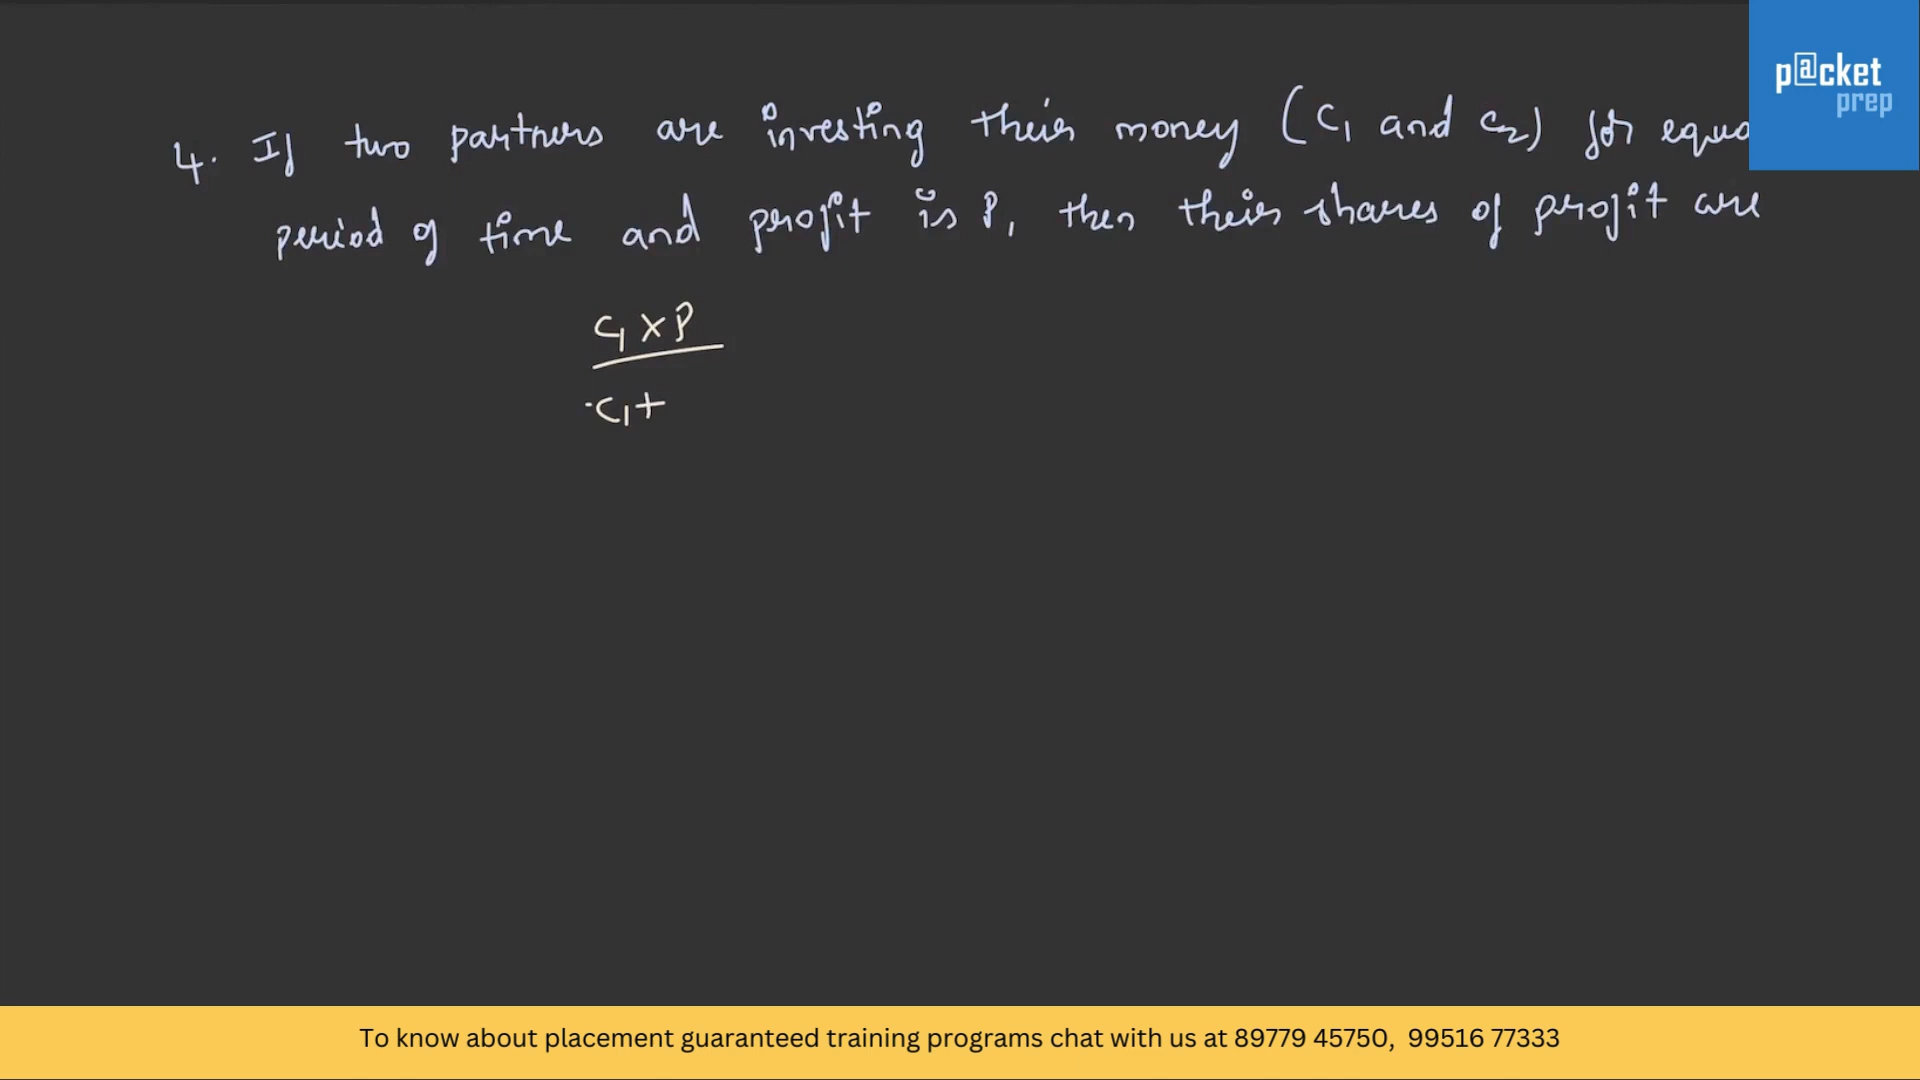 p@cket
prep
4. If two partners are investing their money (C₁ and C₂) for equa
period of time and profit is P, then their shares of profit are
C₁ × P
C₁ +
To know about placement guaranteed training programs chat with us at 89779 45750, 99516 77333